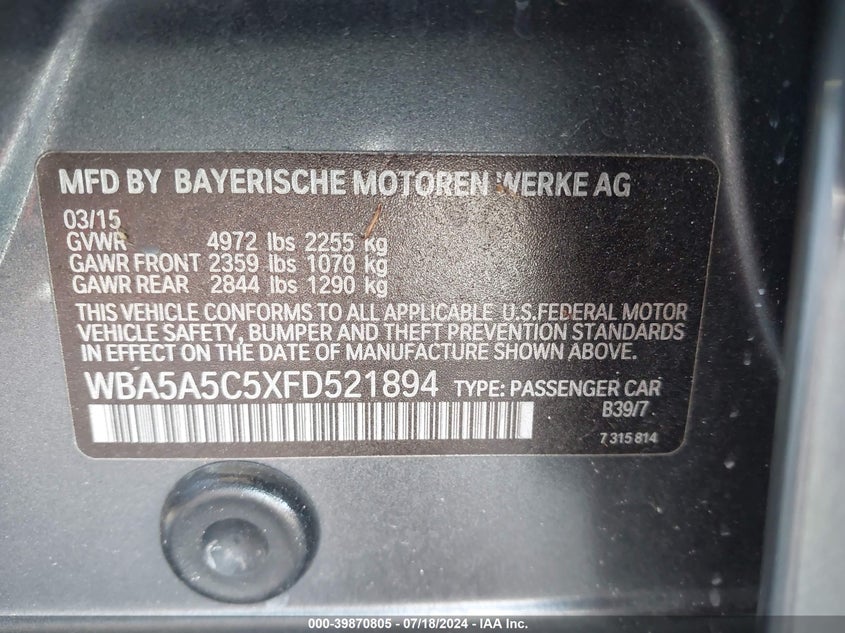 MFD BY BAYERISCHE MOTOREN WERKE AG
03/15
GVWR 4972 lbs 2255 kg
GAWR FRONT 2359 lbs 1070 kg
GAWR REAR 2844 lbs 1290 kg
THIS VEHICLE CONFORMS TO ALL APPLICABLE U.S.FEDERAL MOTOR
VEHICLE SAFETY, BUMPER AND THEFT PREVENTION STANDARDS
IN EFFECT ON THE DATE OF MANUFACTURE SHOWN ABOVE.
WBA5A5C5XFD521894 TYPE: PASSENGER CAR
B39/7
7 315 814
000-39870805 - 07/18/2024 - IAA Inc.